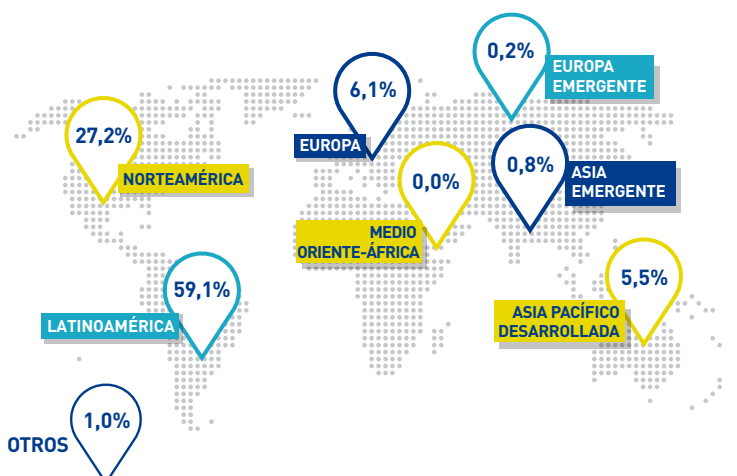 0,2%
EUROPA
EMERGENTE
6,1%
EUROPA
27,2%
NORTEAMÉRICA
0,0%
MEDIO
ORIENTE-ÁFRICA
0,8%
ASIA
EMERGENTE
59,1%
LATINOAMÉRICA
5,5%
ASIA PACÍFICO
DESARROLLADA
1,0%
OTROS